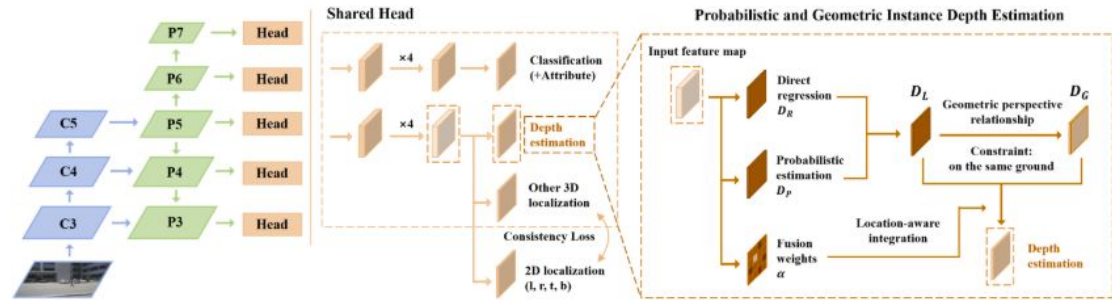 P7
Head
P6
Head
C5
P5
Head
C4
P4
Head
C3
P3
Head
Shared Head
×4
Classification
(+Attribute)
×4
Depth
estimation
Other 3D
localization
Consistency Loss
2D localization
(l, r, t, b)
Probabilistic and Geometric Instance Depth Estimation
Input feature map
Direct
regression
D_R
Probabilistic
estimation
D_P
Fusion
weights
α
D_L
Geometric perspective
relationship
Constraint:
on the same ground
D_G
Location-aware
integration
Depth
estimation